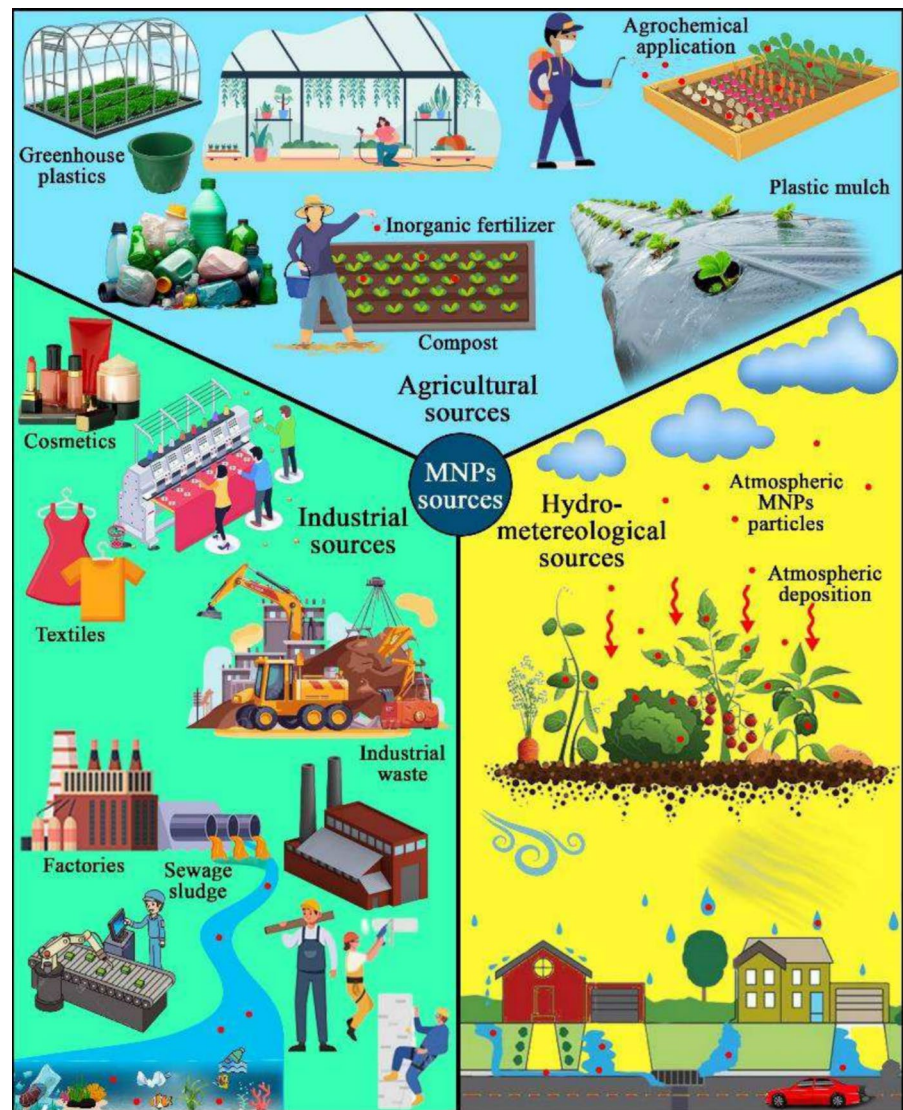 Agrochemical
application
Greenhouse
plastics
Plastic mulch
Inorganic fertilizer
Compost
Agricultural
sources
MNPs
sources
Cosmetics
Industrial
sources
Textiles
Industrial
waste
Factories
Sewage
sludge
Hydro-
metereological
sources
Atmospheric
MNPs
particles
Atmospheric
deposition